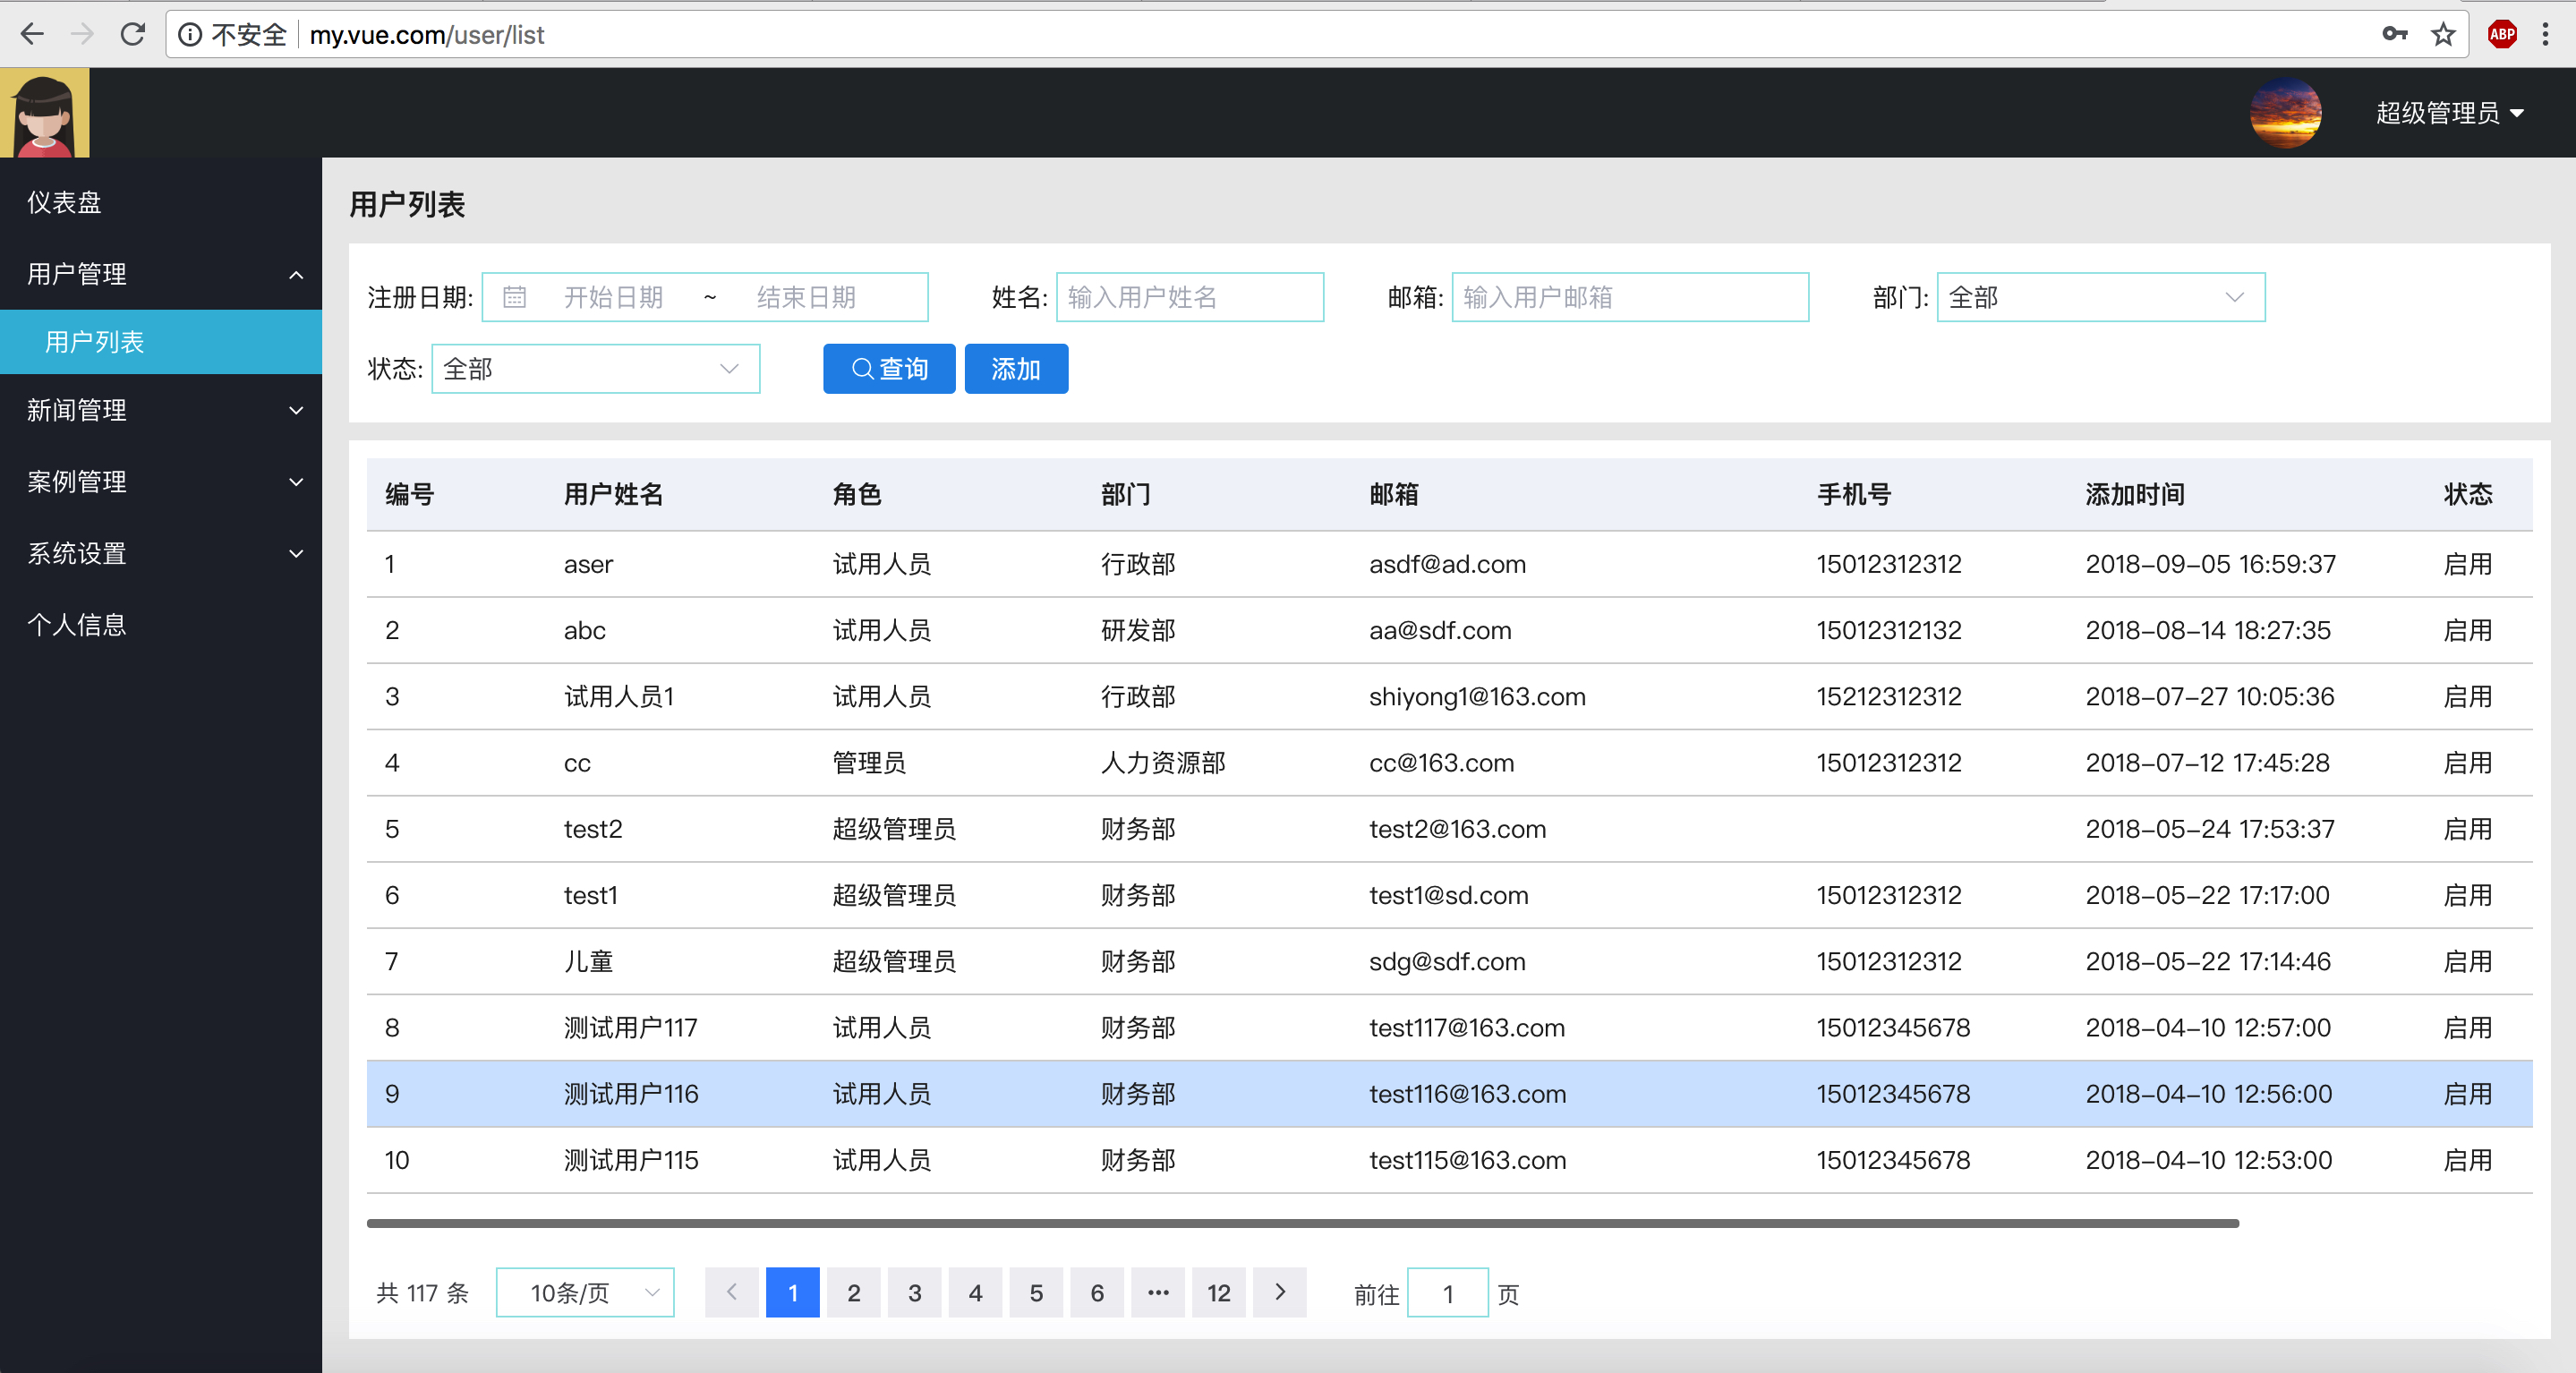 不安全 my.vue.com/user/list
ABP
超级管理员
仪表盘
用户管理
用户列表
新闻管理
案例管理
系统设置
个人信息
用户列表
注册日期: 开始日期 ~ 结束日期 姓名: 输入用户姓名 邮箱: 输入用户邮箱 部门: 全部
状态: 全部 查询 添加
编号 用户姓名 角色 部门 邮箱 手机号 添加时间 状态
1 aser 试用人员 行政部 asdf@ad.com 15012312312 2018-09-05 16:59:37 启用
2 abc 试用人员 研发部 aa@sdf.com 15012312132 2018-08-14 18:27:35 启用
3 试用人员1 试用人员 行政部 shiyong1@163.com 15212312312 2018-07-27 10:05:36 启用
4 cc 管理员 人力资源部 cc@163.com 15012312312 2018-07-12 17:45:28 启用
5 test2 超级管理员 财务部 test2@163.com 2018-05-24 17:53:37 启用
6 test1 超级管理员 财务部 test1@sd.com 15012312312 2018-05-22 17:17:00 启用
7 儿童 超级管理员 财务部 sdg@sdf.com 15012312312 2018-05-22 17:14:46 启用
8 测试用户117 试用人员 财务部 test117@163.com 15012345678 2018-04-10 12:57:00 启用
9 测试用户116 试用人员 财务部 test116@163.com 15012345678 2018-04-10 12:56:00 启用
10 测试用户115 试用人员 财务部 test115@163.com 15012345678 2018-04-10 12:53:00 启用
共 117 条 10条/页 1 2 3 4 5 6 ··· 12 前往 1 页